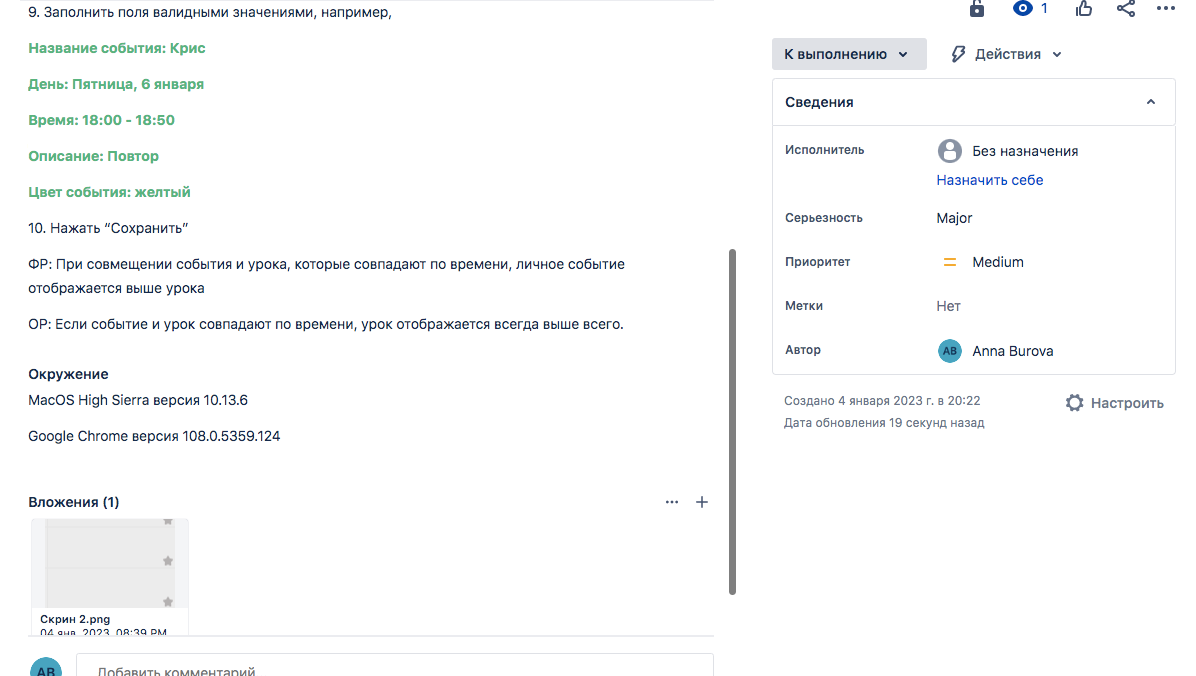 9. Заполнить поля валидными значениями, например,
Название события: Крис
День: Пятница, 6 января
Время: 18:00 - 18:50
Описание: Повтор
Цвет события: желтый
10. Нажать “Сохранить”
ФР: При совмещении события и урока, которые совпадают по времени, личное событие
отображается выше урока
ОР: Если событие и урок совпадают по времени, урок отображается всегда выше всего.
Окружение
MacOS High Sierra версия 10.13.6
Google Chrome версия 108.0.5359.124
Вложения (1)
Скрин 2.png
04 янв. 2023, 08:39 PM
AB
Добавить комментарий
1
К выполнению
Действия
Сведения
Исполнитель
Без назначения
Назначить себе
Серьезность
Major
Приоритет
Medium
Метки
Нет
Автор
AB
Anna Burova
Создано 4 января 2023 г. в 20:22
Дата обновления 19 секунд назад
Настроить